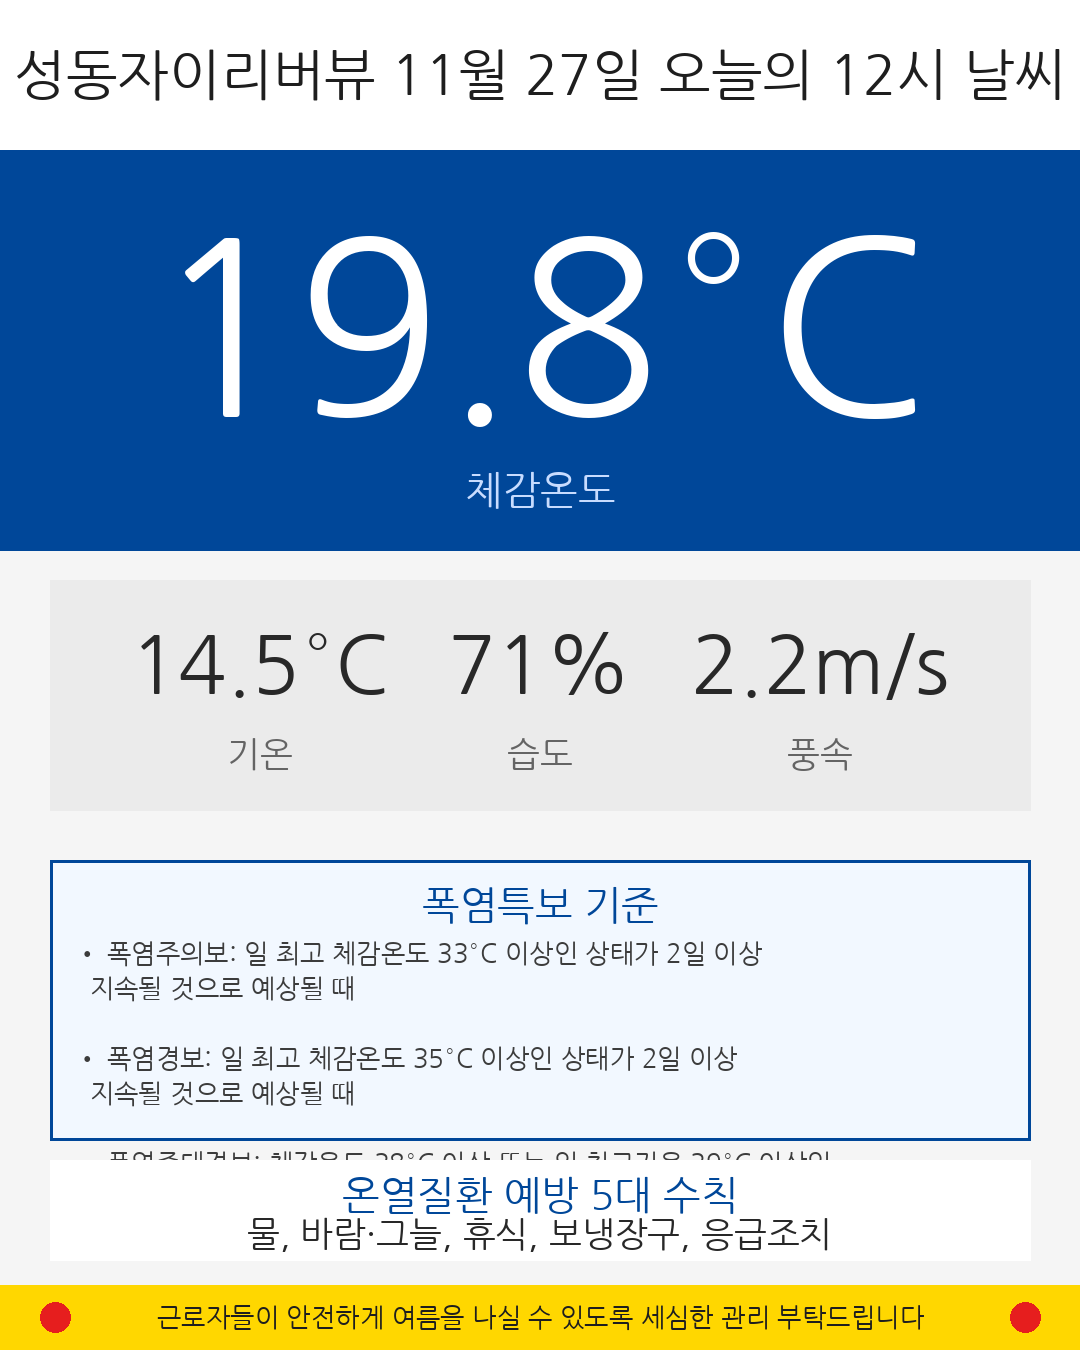 성동자이리버뷰 11월 27일 오늘의 12시 날씨
19.8°C
체감온도
14.5°C 71% 2.2m/s
기온 습도 풍속
폭염특보 기준
• 폭염주의보: 일 최고 체감온도 33°C 이상인 상태가 2일 이상
지속될 것으로 예상될 때
• 폭염경보: 일 최고 체감온도 35°C 이상인 상태가 2일 이상
지속될 것으로 예상될 때
온열질환 예방 5대 수칙
물, 바람·그늘, 휴식, 보냉장구, 응급조치
근로자들이 안전하게 여름을 나실 수 있도록 세심한 관리 부탁드립니다